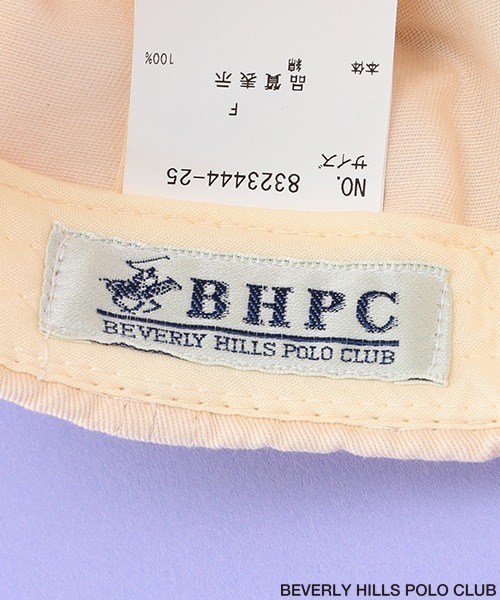 NO. 8323444-25
サイズ F
品質表示
本体 綿 100%
BHPC
BEVERLY HILLS POLO CLUB
BEVERLY HILLS POLO CLUB